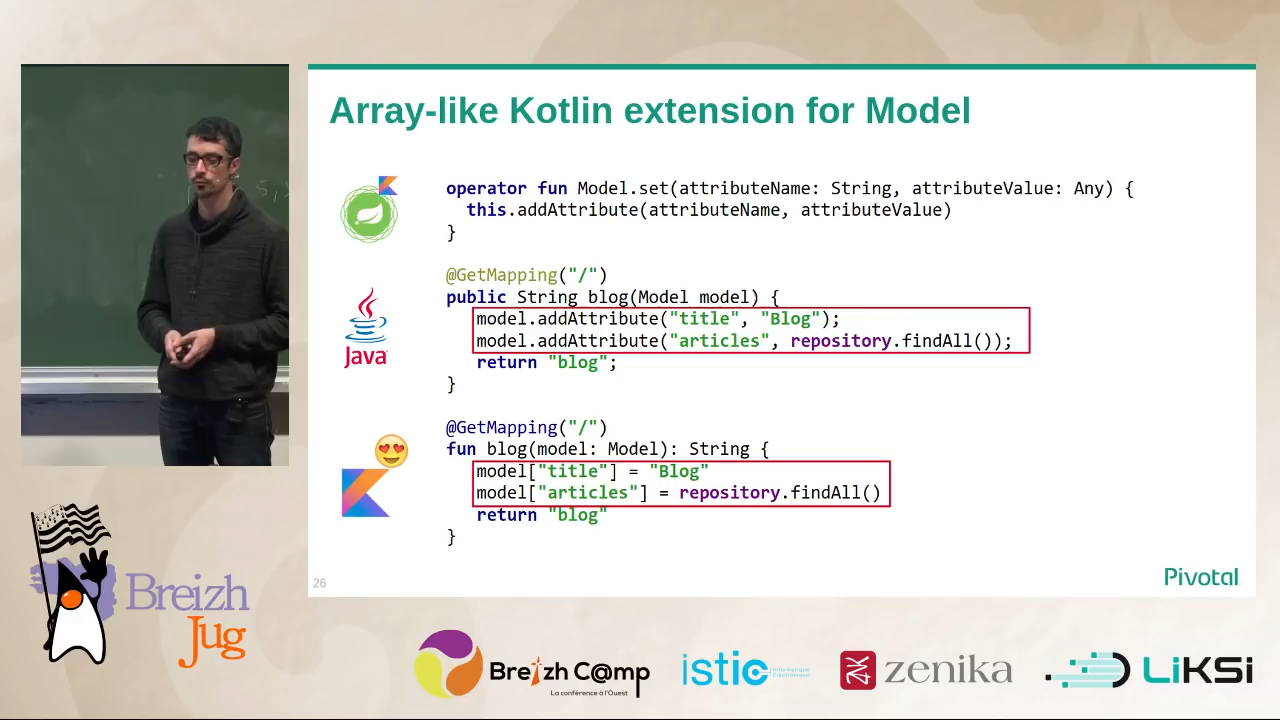 Array-like Kotlin extension for Model
operator fun Model.set(attributeName: String, attributeValue: Any) {
this.addAttribute(attributeName, attributeValue)
}
@GetMapping("/")
public String blog(Model model) {
model.addAttribute("title", "Blog");
model.addAttribute("articles", repository.findAll());
return "blog";
}
Java
@GetMapping("/")
fun blog(model: Model): String {
model["title"] = "Blog"
model["articles"] = repository.findAll()
return "blog"
}
26
Pivotal
Breizh
Jug
Breizh C@mp
La conférence à l'Ouest
istic
Informatique
Électronique
zenika
LiKSi